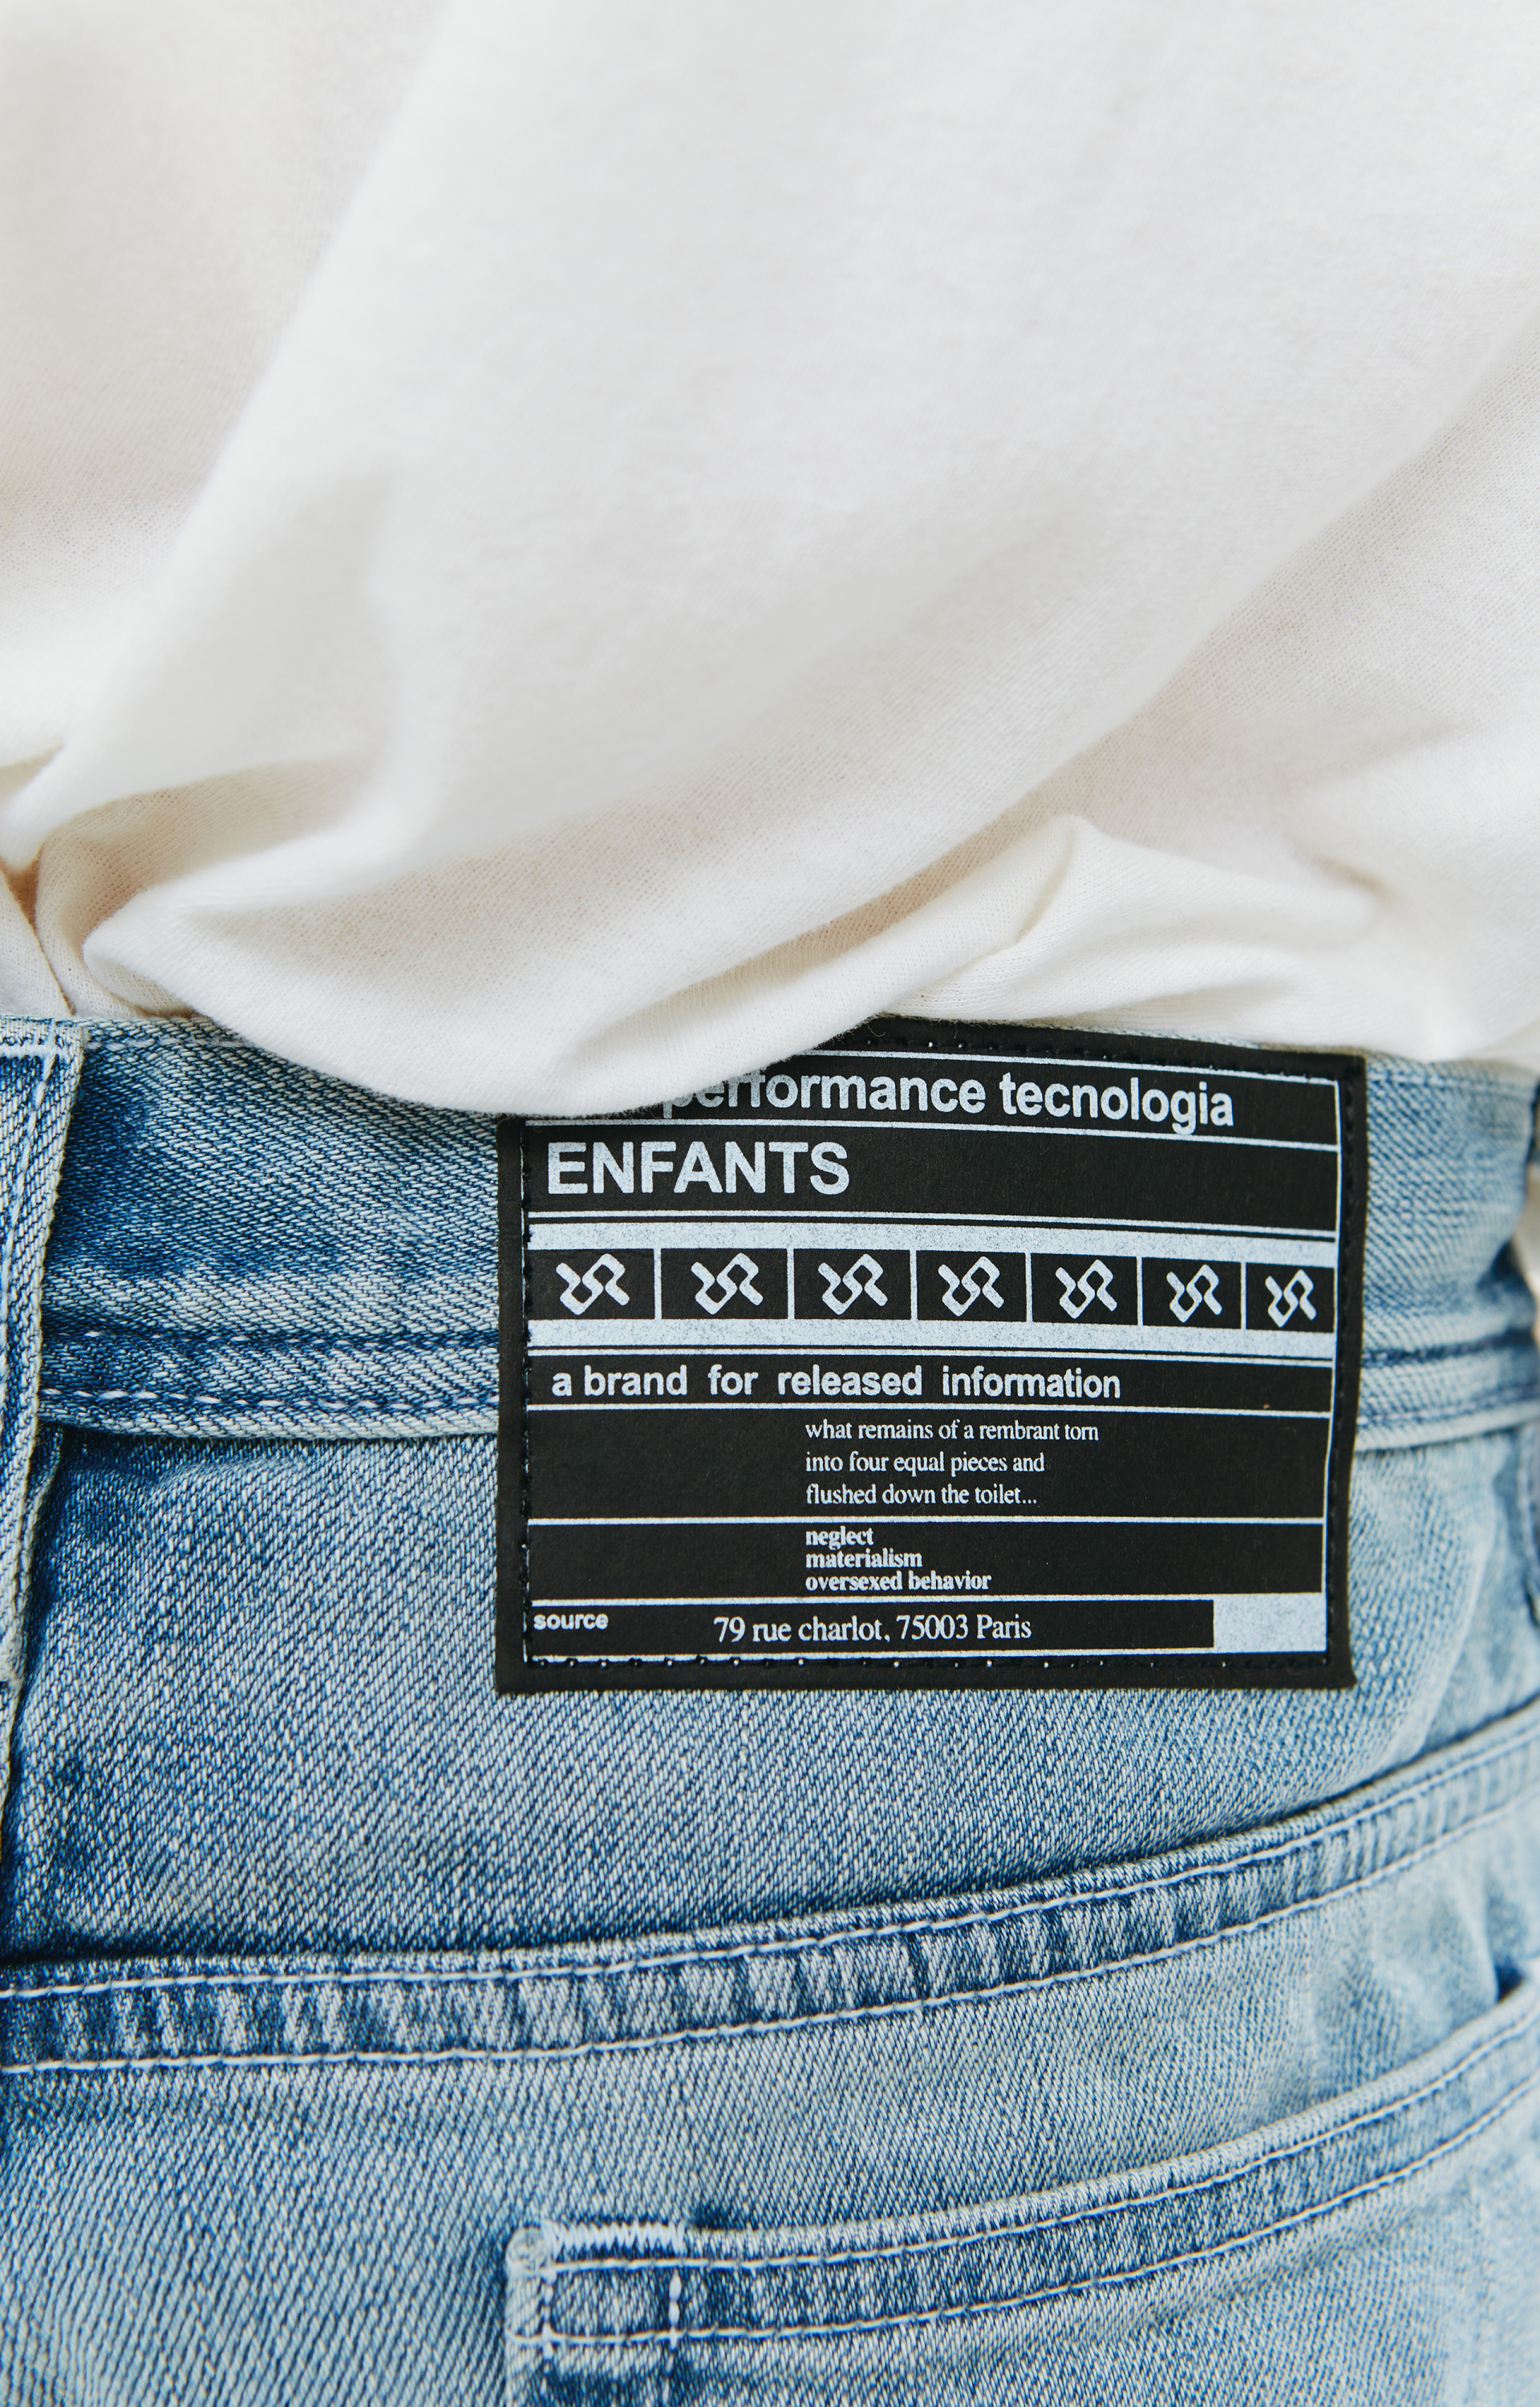 performance tecnologia
ENFANTS
a brand for released information
what remains of a rembrant torn
into four equal pieces and
flushed down the toilet...
neglect
materialism
oversexed behavior
source 79 rue charlot, 75003 Paris